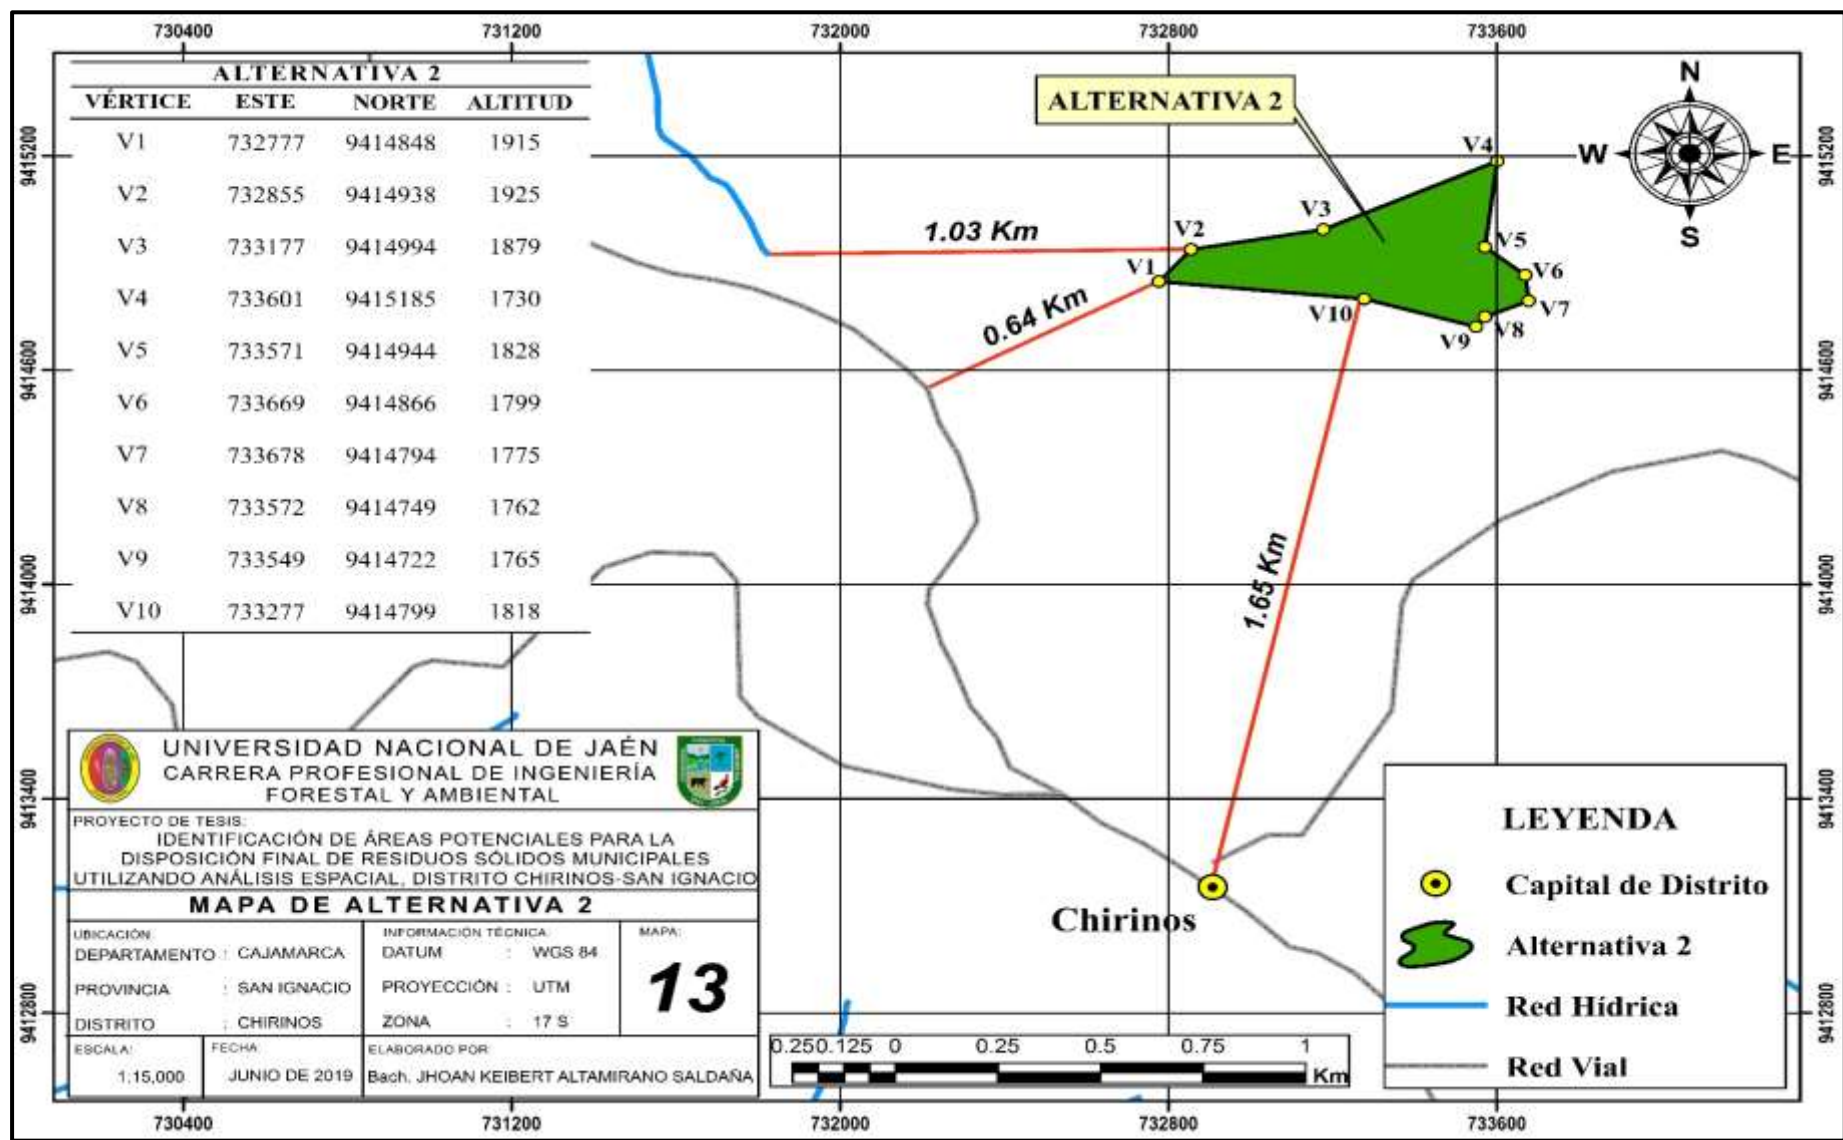 730400 731200 732000 732800 733600
ALTERNATIVA 2
VÉRTICE ESTE NORTE ALTITUD
V1 732777 9414848 1915
V2 732855 9414938 1925
V3 733177 9414994 1879
V4 733601 9415185 1730
V5 733571 9414944 1828
V6 733669 9414866 1799
V7 733678 9414794 1775
V8 733572 9414749 1762
V9 733549 9414722 1765
V10 733277 9414799 1818
ALTERNATIVA 2
N
W E
S
V4
V3
V2
V5
V1
V6
V10
V7
V9
V8
1.03 Km
0.64 Km
1.65 Km
9415200 9415200
9414600 9414600
9414000 9414000
9413400 9413400
9412800 9412800
Chirinos
UNIVERSIDAD NACIONAL DE JAÉN
CARRERA PROFESIONAL DE INGENIERÍA
FORESTAL Y AMBIENTAL
PROYECTO DE TESIS:
IDENTIFICACIÓN DE ÁREAS POTENCIALES PARA LA
DISPOSICIÓN FINAL DE RESIDUOS SÓLIDOS MUNICIPALES
UTILIZANDO ANÁLISIS ESPACIAL, DISTRITO CHIRINOS-SAN IGNACIO
MAPA DE ALTERNATIVA 2
UBICACIÓN:
DEPARTAMENTO : CAJAMARCA
PROVINCIA : SAN IGNACIO
DISTRITO : CHIRINOS
INFORMACIÓN TÉCNICA:
DATUM : WGS 84
PROYECCIÓN : UTM
ZONA : 17 S
MAPA:
13
ESCALA:
1:15,000
FECHA:
JUNIO DE 2019
ELABORADO POR:
Bach. JHOAN KEIBERT ALTAMIRANO SALDAÑA
0.25 0.125 0 0.25 0.5 0.75 1
Km
LEYENDA
Capital de Distrito
Alternativa 2
Red Hídrica
Red Vial
730400 731200 732000 732800 733600